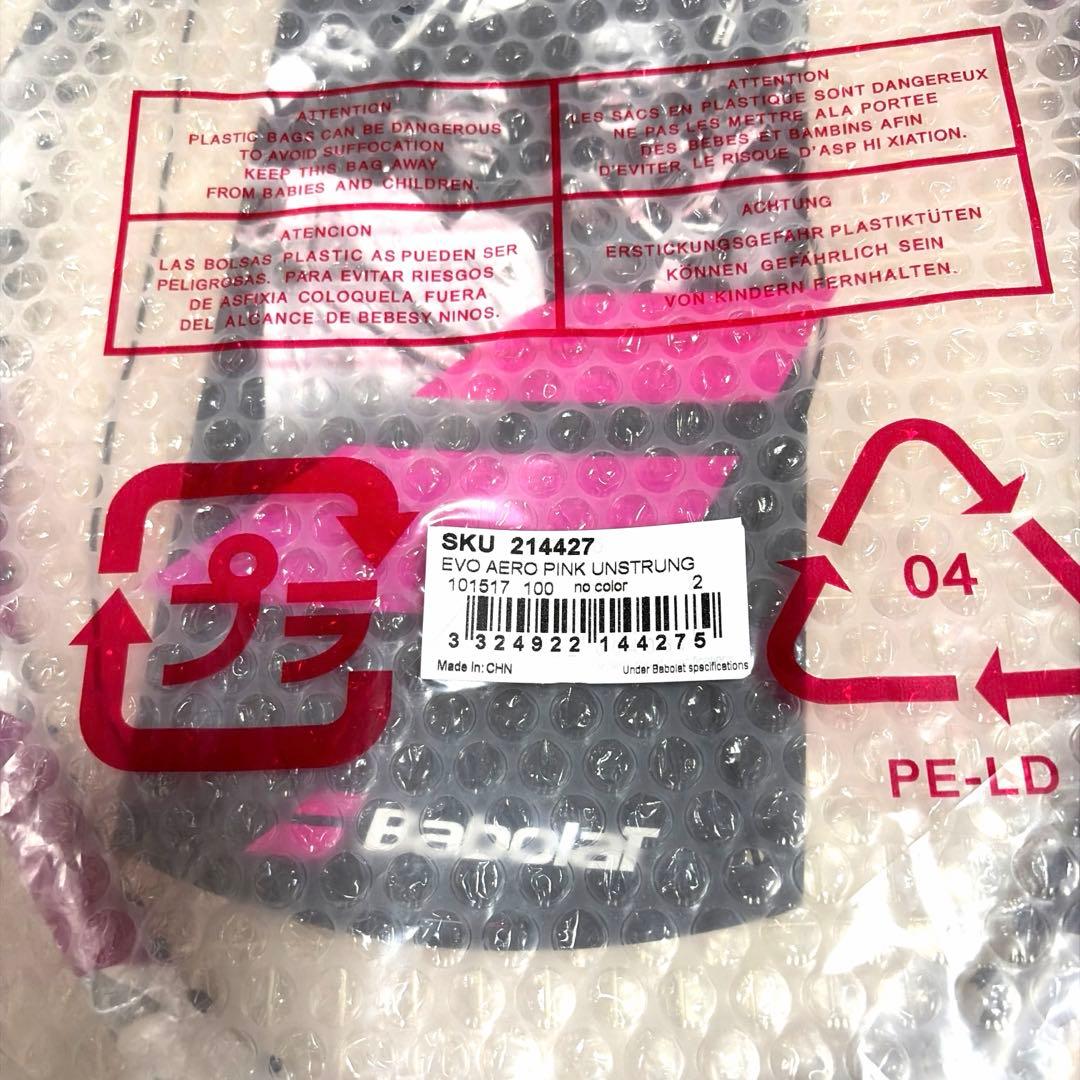 ATTENTION
PLASTIC BAGS CAN BE DANGEROUS
TO AVOID SUFFOCATION
KEEP THIS BAG AWAY
FROM BABIES AND CHILDREN.
ATTENTION
LES SACS EN PLASTIQUE SONT DANGEREUX
NE PAS LES METTRE ALA PORTEE
DES BEBES ET BAMBINS AFIN
D'EVITER LE RISQUE D'ASP HI XIATION.
ATENCION
LAS BOLSAS PLASTIC AS PUEDEN SER
PELIGROSAS. PARA EVITAR RIESGOS
DE ASFIXIA COLOQUELA FUERA
DEL ALCANCE DE BEBESY NINOS.
ACHTUNG
ERSTICKUNGSGEFAHR PLASTIKTÜTEN
KÖNNEN GEFÄHRLICH SEIN
VON KINDERN FERNHALTEN.
プラ
SKU 214427
EVO AERO PINK UNSTRUNG
101517 100 no color 2
3 324922 144275
Made In: CHN Under Babolat specifications
04
PE-LD
Babolat